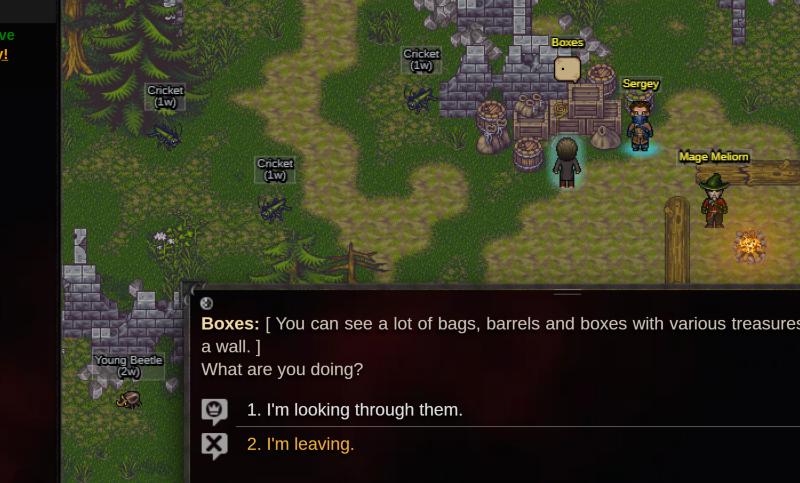 ve
y!
Boxes
Cricket
(1w)
Sergey
Cricket
(1w)
Mage Meliorn
Cricket
(1w)
Boxes: [ You can see a lot of bags, barrels and boxes with various treasures
a wall. ]
What are you doing?
Young Beetle
(2w)
1. I'm looking through them.
2. I'm leaving.